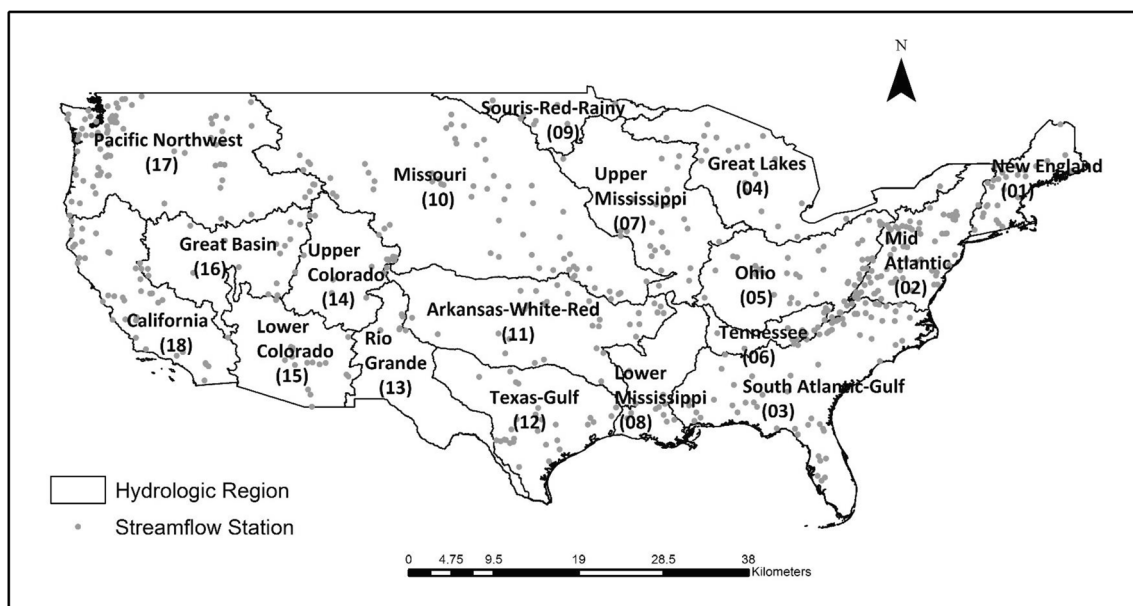 N
Souris-Red-Rainy
(09)
Pacific Northwest
(17)
Missouri
(10)
Upper
Mississippi
(07)
Great Lakes
(04)
New England
(01)
Great Basin
(16)
Upper
Colorado
(14)
Ohio
(05)
Mid
Atlantic
(02)
California
(18)
Lower
Colorado
(15)
Rio
Grande
(13)
Arkansas-White-Red
(11)
Tennessee
(06)
Texas-Gulf
(12)
Lower
Mississippi
(08)
South Atlantic-Gulf
(03)
Hydrologic Region
Streamflow Station
0 4.75 9.5 19 28.5 38
Kilometers